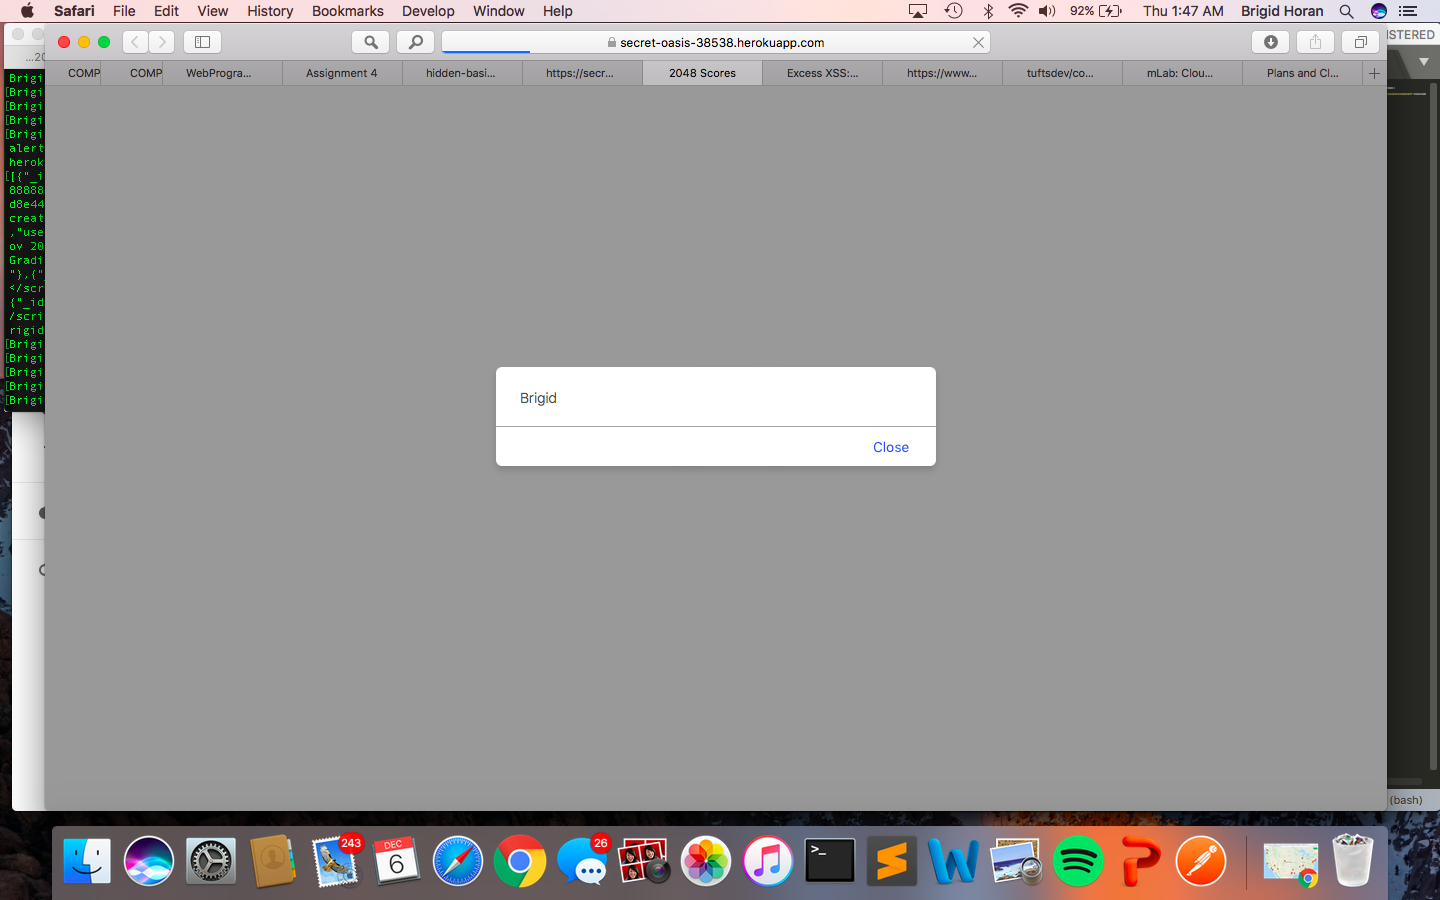 Safari File Edit View History Bookmarks Develop Window Help 92% Thu 1:47 AM Brigid Horan
secret-oasis-38538.herokuapp.com
ISTERED
...20
COMP COMP WebProgra... Assignment 4 hidden-basi... https://secr... 2048 Scores Excess XSS:... https://www... tuftsdev/co... mLab: Clou... Plans and Cl...
Brigi
[Brigi
[Brigi
[Brigi
[Brigi
alert
herok
[[{"_i
88888
d8e44
creat
,"use
ov 20
Gradi
"},{"
</scr
{"_id
/scri
rigid
[Brigi
[Brigi
[Brigi
[Brigi
[Brigi
Brigid
Close
(bash)
243
DEC
6
26
>_